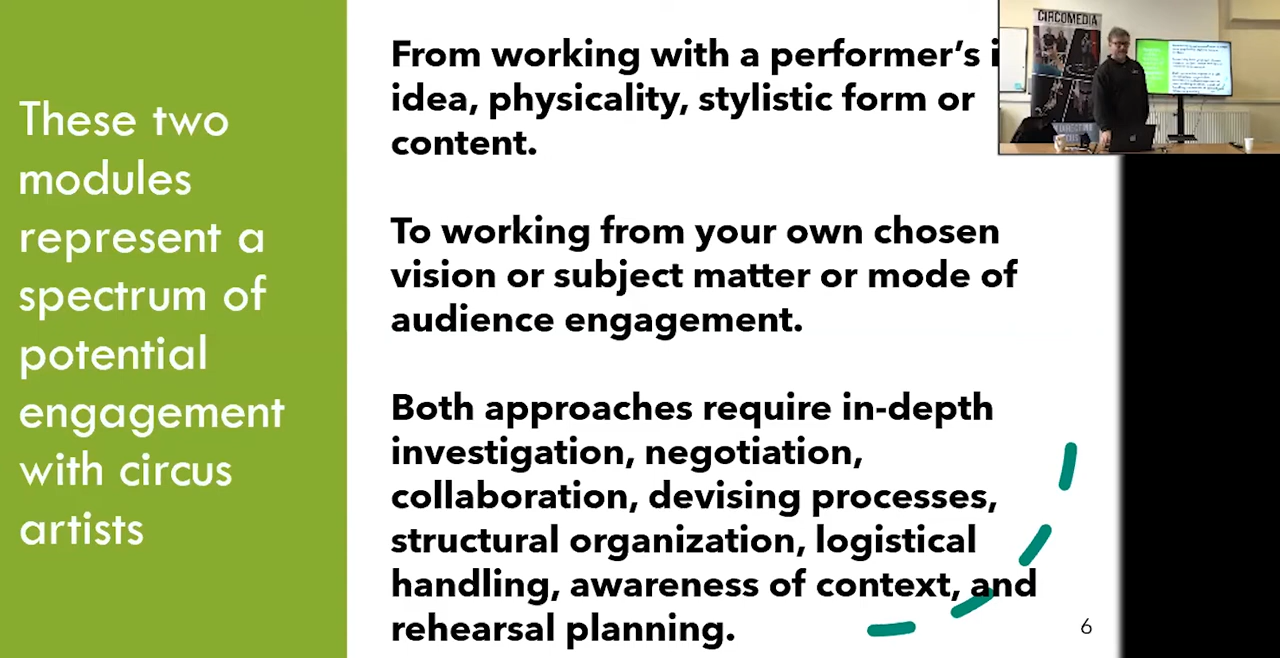 These two
modules
represent a
spectrum of
potential
engagement
with circus
artists
From working with a performer's i
idea, physicality, stylistic form or
content.
To working from your own chosen
vision or subject matter or mode of
audience engagement.
Both approaches require in-depth
investigation, negotiation,
collaboration, devising processes,
structural organization, logistical
handling, awareness of context, and
rehearsal planning.
6
CIRCOMEDIA